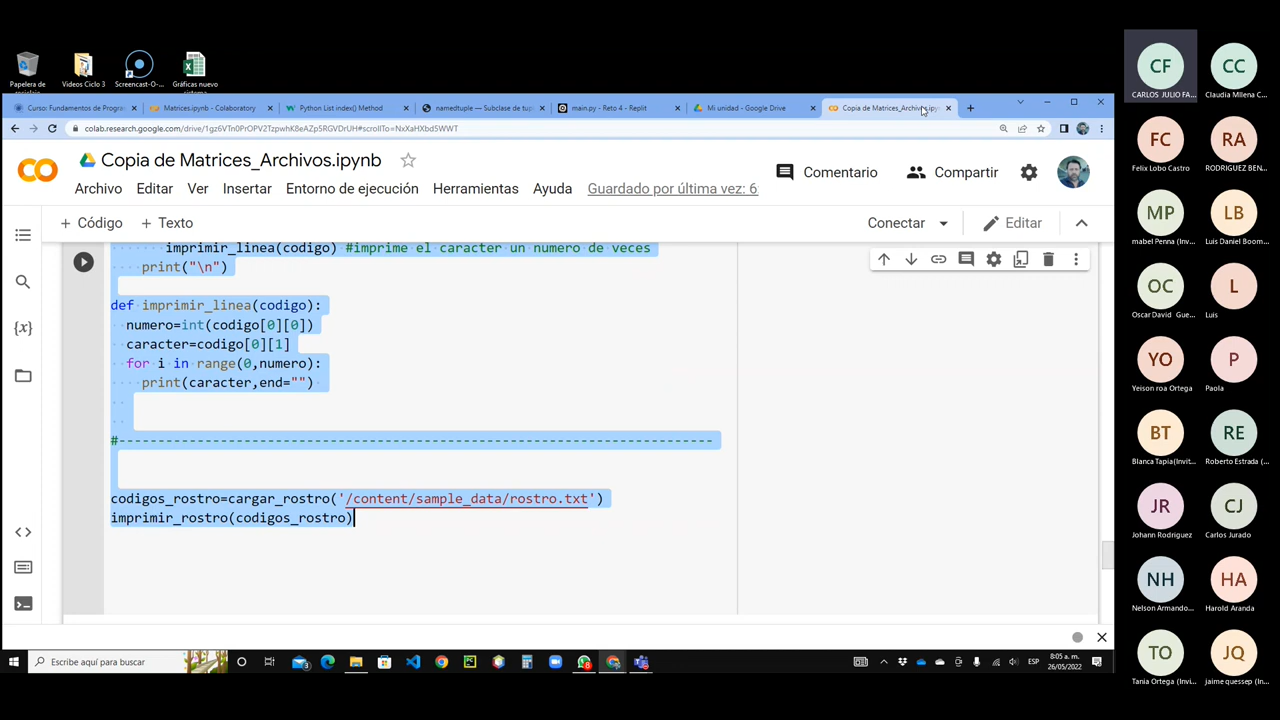 Papelera de reciclaje
Videos Ciclo 3
Screencast-O-...
Gráficas nuevo
Curso: Fundamentos de Progra
Matrices.ipynb - Colaboratory
Python List index() Method
namedtuple — Subclase de tup
main.py - Reto 4 - Replit
Mi unidad - Google Drive
Copia de Matrices_Archivos.ipyn
colab.research.google.com/drive/1gz6VTn0PrOPV2TzpwhK8eAZp5RGVDrUH#scrollTo=NxXaHXbd5WWT
Copia de Matrices_Archivos.ipynb
Comentario
Compartir
Archivo Editar Ver Insertar Entorno de ejecución Herramientas Ayuda Guardado por última vez: 6
+ Código + Texto
Conectar
Editar
imprimir_linea(codigo) #imprime el caracter un numero de veces
print("\n")
def imprimir_linea(codigo):
numero=int(codigo[0][0])
caracter=codigo[0][1]
for i in range(0,numero):
print(caracter,end="")
#----------------------------------------------------------------------------
codigos_rostro=cargar_rostro('/content/sample_data/rostro.txt')
imprimir_rostro(codigos_rostro)
Escribe aquí para buscar
ESP
8:05 a. m.
26/05/2022
CF
CARLOS JULIO FA...
CC
Claudia Milena C...
FC
Felix Lobo Castro
RA
RODRIGUEZ BEN...
MP
mabel Penna (Inv...
LB
Luis Daniel Boom...
OC
Oscar David Gue...
L
Luis
YO
Yeison roa Ortega
P
Paola
BT
Blanca Tapia(Invit...
RE
Roberto Estrada (...
JR
Johann Rodriguez
CJ
Carlos Jurado
NH
Nelson Armando...
HA
Harold Aranda
TO
Tania Ortega (Invi...
JQ
jaime quessep (In...